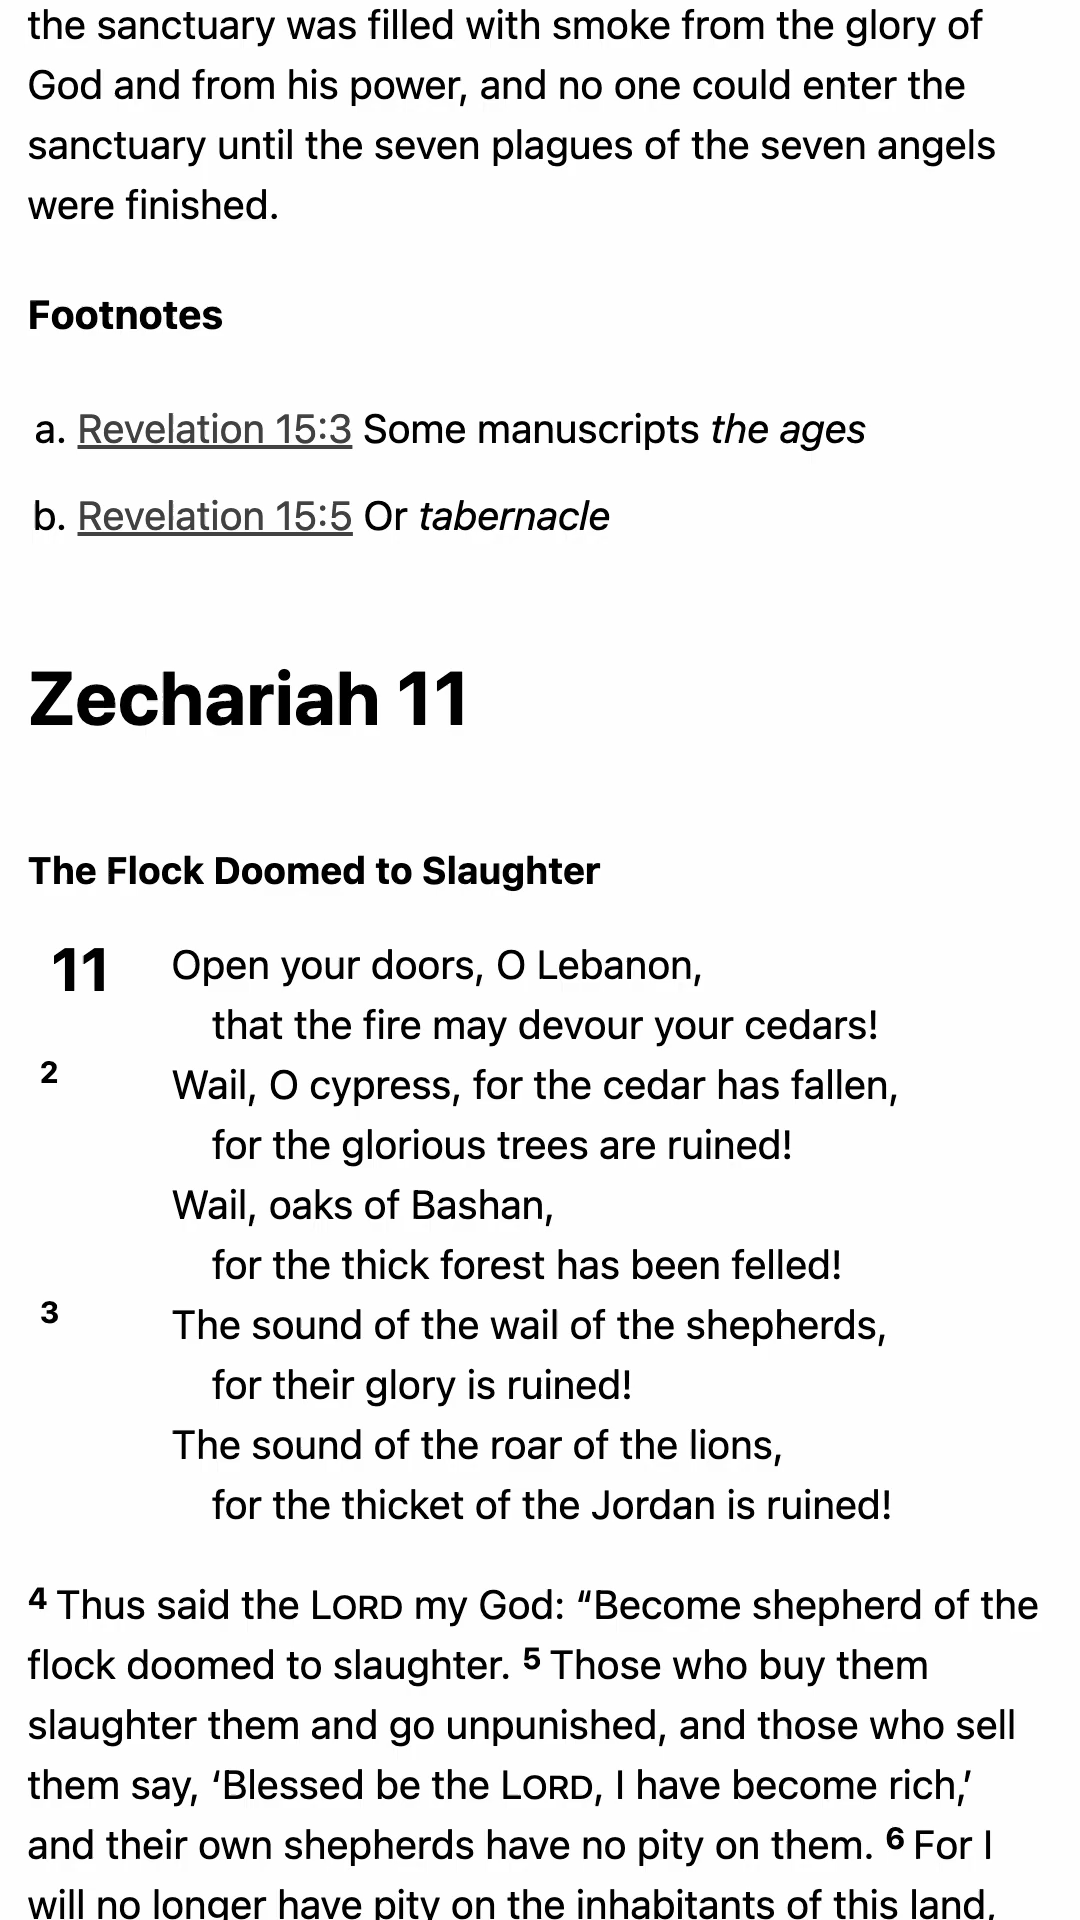 the sanctuary was filled with smoke from the glory of
God and from his power, and no one could enter the
sanctuary until the seven plagues of the seven angels
were finished.
Footnotes
a. Revelation 15:3 Some manuscripts the ages
b. Revelation 15:5 Or tabernacle
Zechariah 11
The Flock Doomed to Slaughter
11 Open your doors, O Lebanon,
that the fire may devour your cedars!
2 Wail, O cypress, for the cedar has fallen,
for the glorious trees are ruined!
Wail, oaks of Bashan,
for the thick forest has been felled!
3 The sound of the wail of the shepherds,
for their glory is ruined!
The sound of the roar of the lions,
for the thicket of the Jordan is ruined!
4 Thus said the LORD my God: “Become shepherd of the
flock doomed to slaughter. 5 Those who buy them
slaughter them and go unpunished, and those who sell
them say, ‘Blessed be the LORD, I have become rich,’
and their own shepherds have no pity on them. 6 For I
will no longer have pity on the inhabitants of this land,